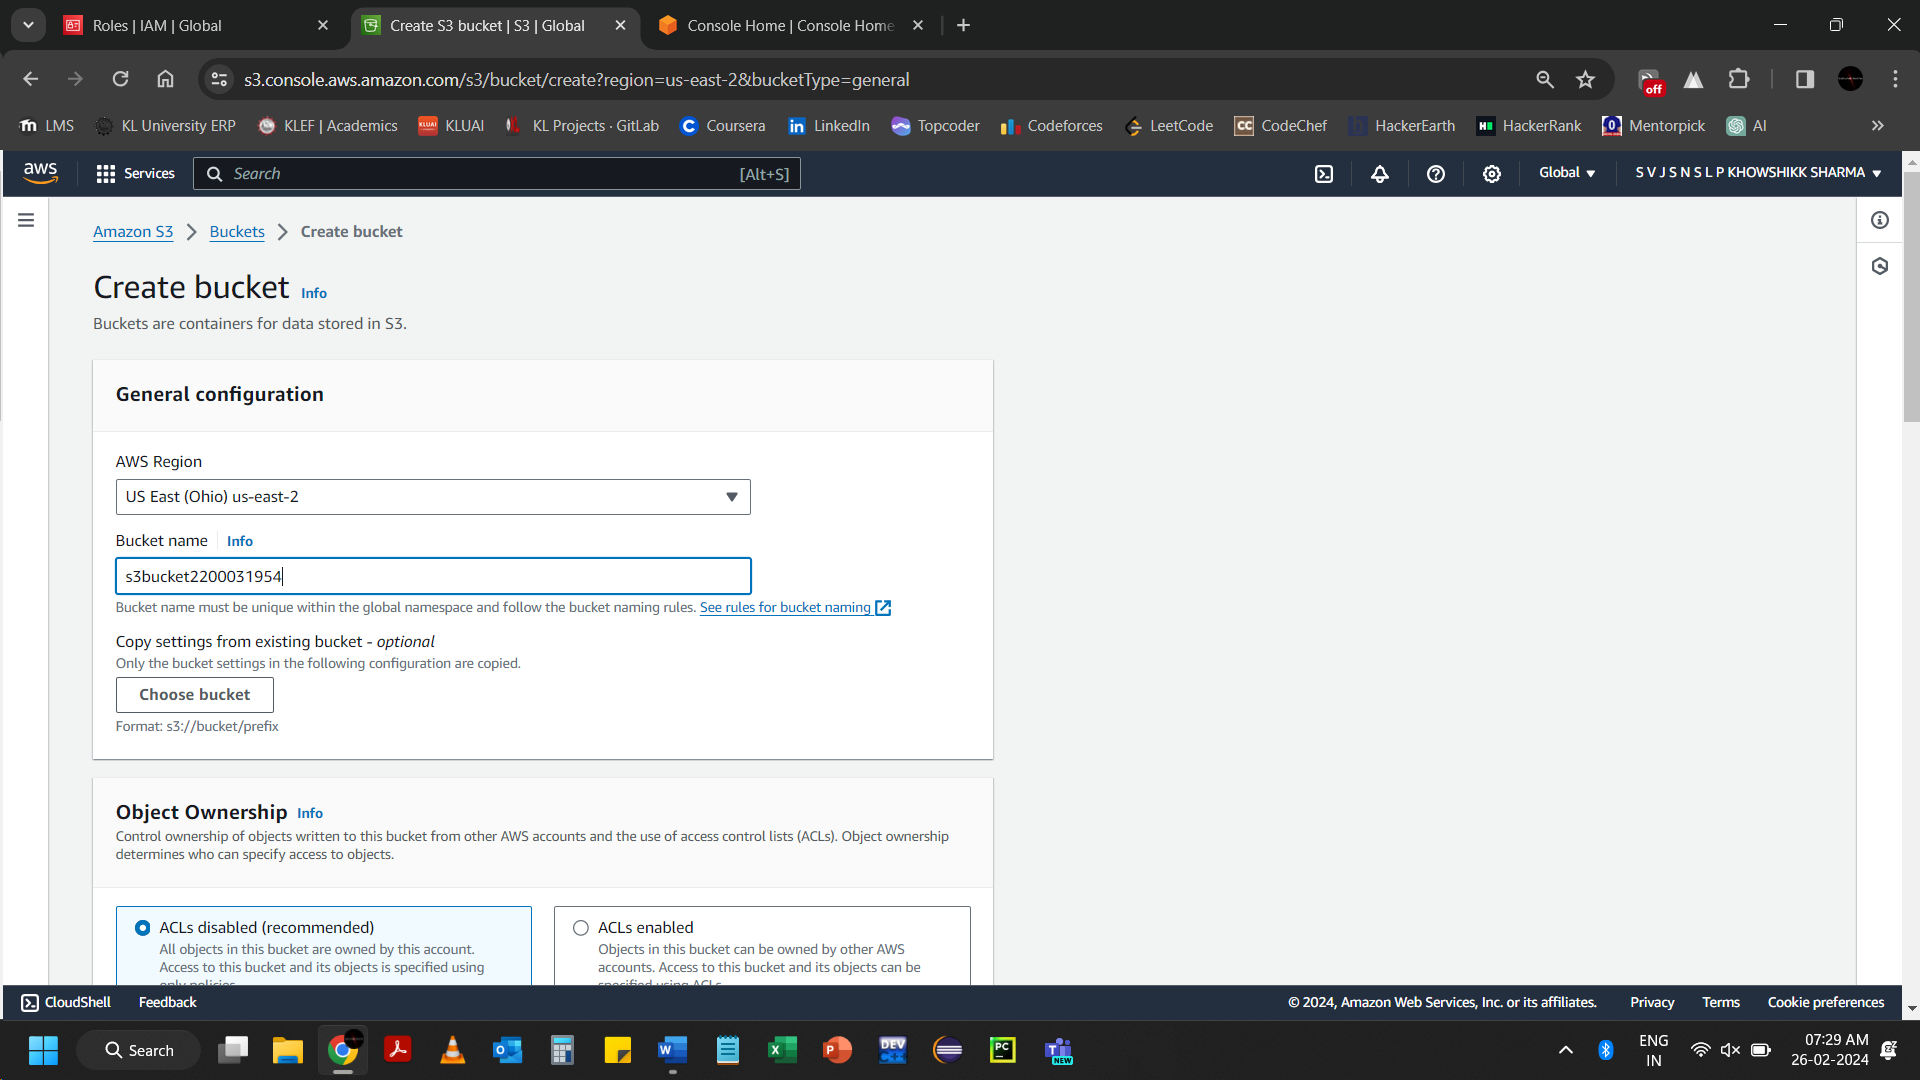 Roles | IAM | Global
Create S3 bucket | S3 | Global
Console Home | Console Home
s3.console.aws.amazon.com/s3/bucket/create?region=us-east-2&bucketType=general
off
LMS
KL University ERP
KLEF | Academics
KLUAI
KL Projects · GitLab
Coursera
LinkedIn
Topcoder
Codeforces
LeetCode
CodeChef
HackerEarth
HackerRank
Mentorpick
AI
aws
Services
Search
[Alt+S]
Global
S V J S N S L P KHOWSHIKK SHARMA
Amazon S3
Buckets
Create bucket
Create bucket Info
Buckets are containers for data stored in S3.
General configuration
AWS Region
US East (Ohio) us-east-2
Bucket name
Info
s3bucket2200031954
Bucket name must be unique within the global namespace and follow the bucket naming rules. See rules for bucket naming
Copy settings from existing bucket - optional
Only the bucket settings in the following configuration are copied.
Choose bucket
Format: s3://bucket/prefix
Object Ownership Info
Control ownership of objects written to this bucket from other AWS accounts and the use of access control lists (ACLs). Object ownership
determines who can specify access to objects.
ACLs disabled (recommended)
All objects in this bucket are owned by this account.
Access to this bucket and its objects is specified using
only policies.
ACLs enabled
Objects in this bucket can be owned by other AWS
accounts. Access to this bucket and its objects can be
specified using ACLs.
CloudShell
Feedback
© 2024, Amazon Web Services, Inc. or its affiliates.
Privacy
Terms
Cookie preferences
Search
ENG
IN
07:29 AM
26-02-2024